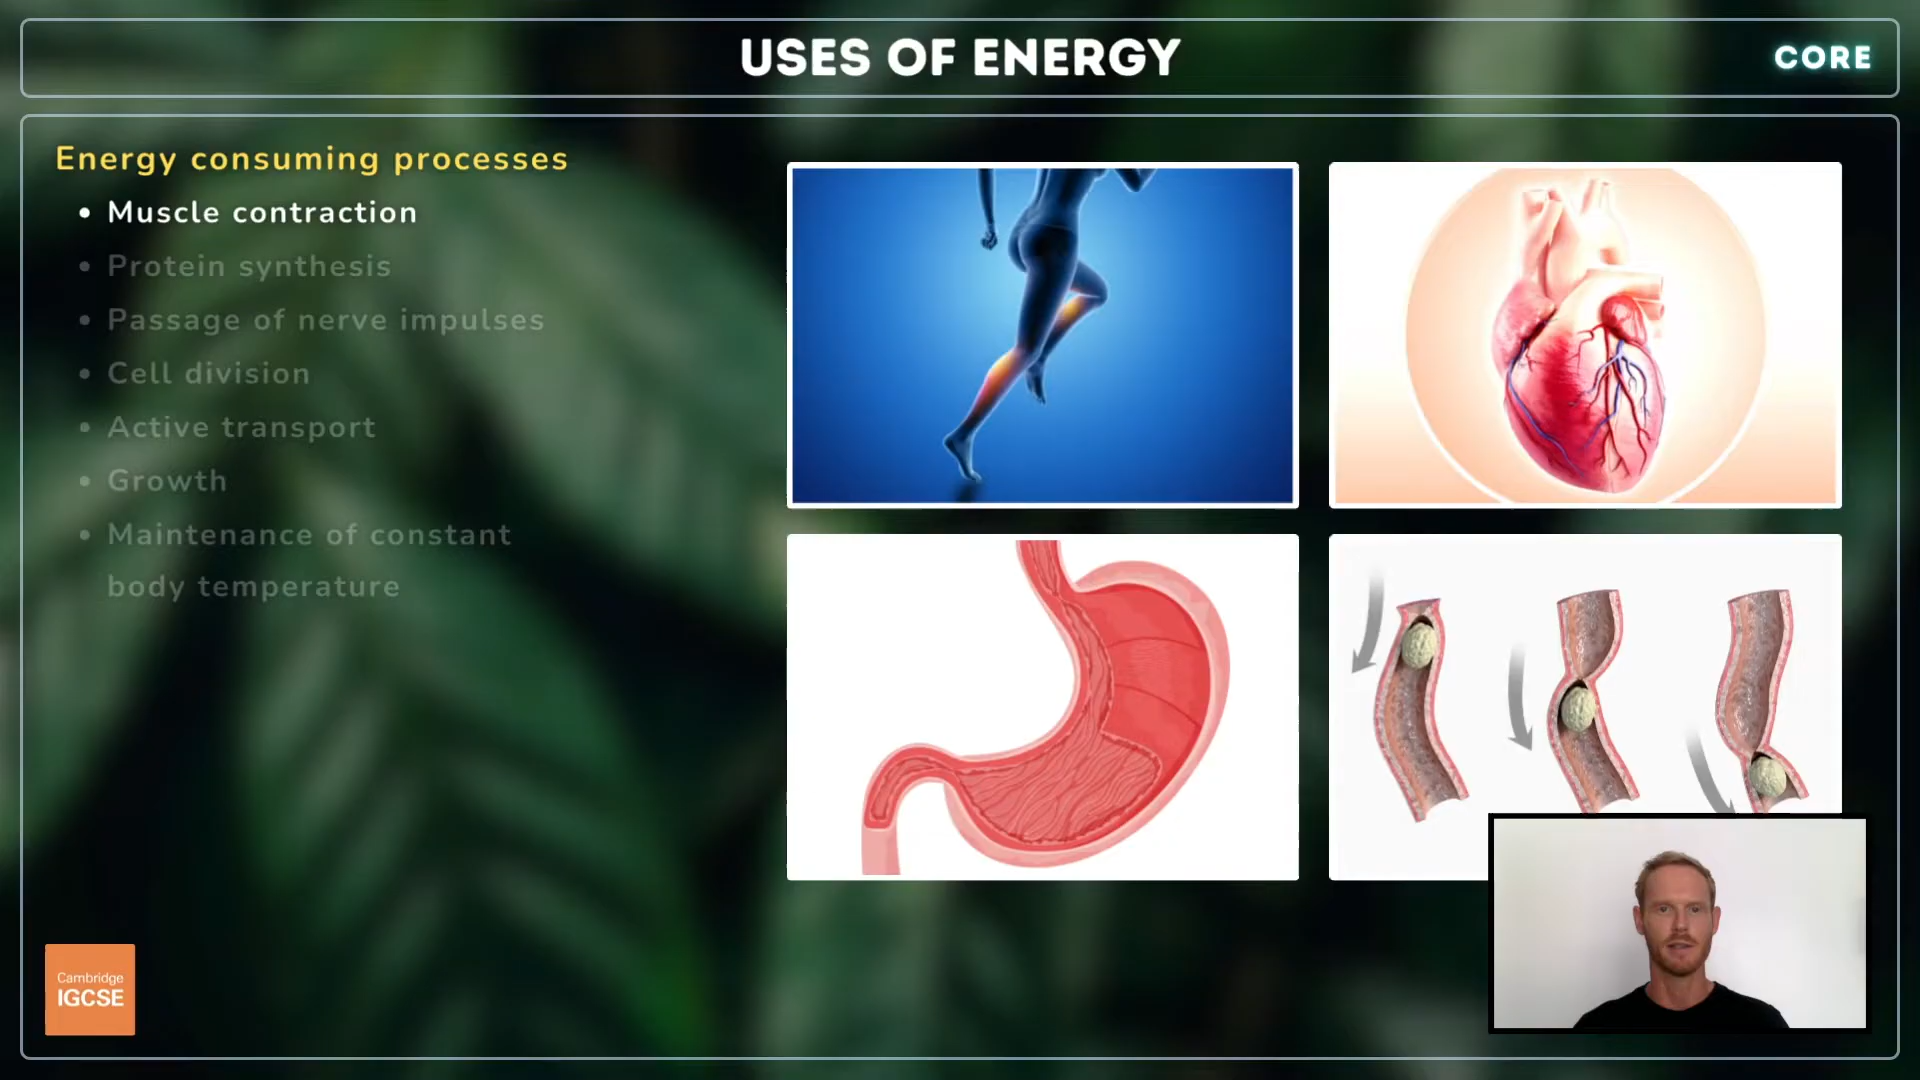 USES OF ENERGY
CORE
Energy consuming processes
• Muscle contraction
• Protein synthesis
• Passage of nerve impulses
• Cell division
• Active transport
• Growth
• Maintenance of constant
body temperature
Cambridge
IGCSE